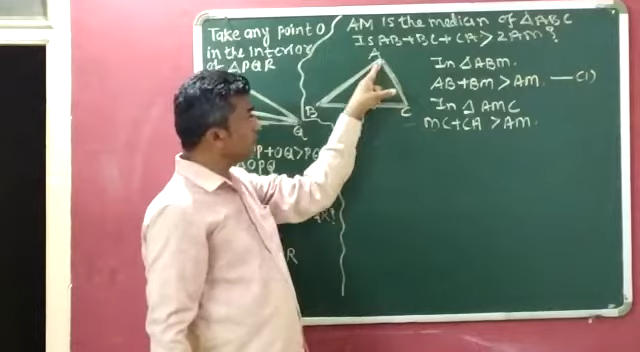 Take any point O
in the Interior
of △PQR
Q
P+OQ>PQ
OPQ
R?
R
AM is the median of △ABC
Is AB+BC+CA>2AM?
A
B
C
In △ABM.
AB+BM>AM. —(1)
In △AMC
MC+CA >AM.